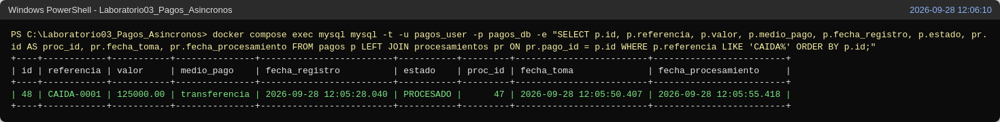 Windows PowerShell - Laboratorio03_Pagos_Asincronos
2026-09-28 12:06:10
PS C:\Laboratorio03_Pagos_Asincronos> docker compose exec mysql mysql -t -u pagos_user -p pagos_db -e "SELECT p.id, p.referencia, p.valor, p.medio_pago, p.fecha_registro, p.estado, pr.
id AS proc_id, pr.fecha_toma, pr.fecha_procesamiento FROM pagos p LEFT JOIN procesamientos pr ON pr.pago_id = p.id WHERE p.referencia LIKE 'CAIDA%' ORDER BY p.id;"
+----+------------+-----------+---------------+-------------------------+-----------+---------+-------------------------+-------------------------+
| id | referencia | valor     | medio_pago    | fecha_registro          | estado    | proc_id | fecha_toma              | fecha_procesamiento     |
+----+------------+-----------+---------------+-------------------------+-----------+---------+-------------------------+-------------------------+
| 48 | CAIDA-0001 | 125000.00 | transferencia | 2026-09-28 12:05:28.040 | PROCESADO |      47 | 2026-09-28 12:05:50.407 | 2026-09-28 12:05:55.418 |
+----+------------+-----------+---------------+-------------------------+-----------+---------+-------------------------+-------------------------+